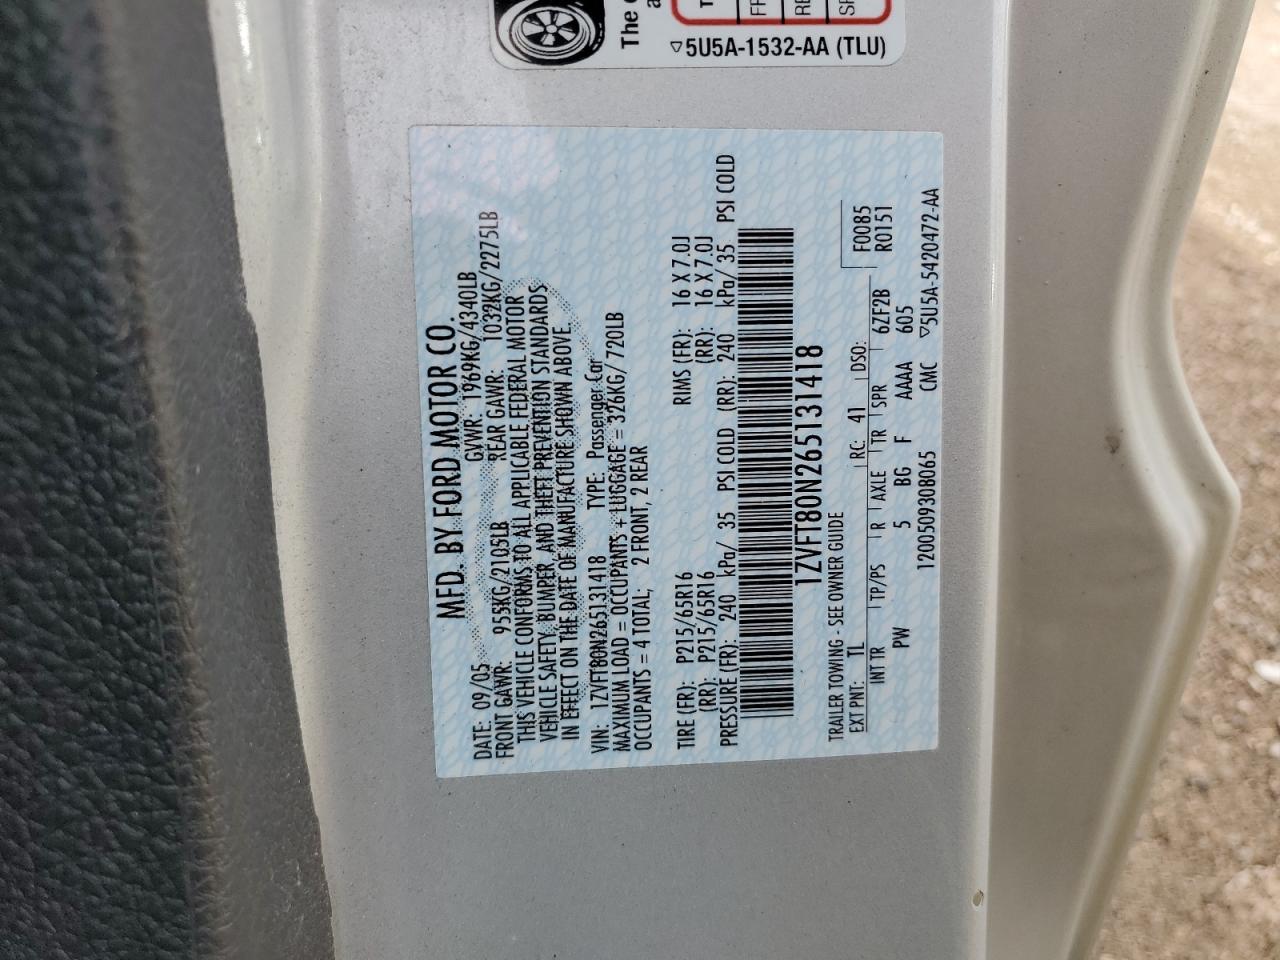 The
a
FR
RE
SP
▽5U5A-1532-AA (TLU)
MFD. BY FORD MOTOR CO.
DATE: 09/05 GVWR: 1969KG/4340LB
FRONT GAWR: 955KG/2105LB REAR GAWR: 1032KG/2275LB
THIS VEHICLE CONFORMS TO ALL APPLICABLE FEDERAL MOTOR
VEHICLE SAFETY, BUMPER, AND THEFT PREVENTION STANDARDS
IN EFFECT ON THE DATE OF MANUFACTURE SHOWN ABOVE.
VIN: 1ZVFT80N265131418 TYPE: Passenger Car
MAXIMUM LOAD = OCCUPANTS + LUGGAGE = 326KG/720LB
OCCUPANTS = 4 TOTAL; 2 FRONT, 2 REAR
TIRE (FR): P215/65R16 RIMS (FR): 16 X 7.0J
(RR): P215/65R16 (RR): 16 X 7.0J
PRESSURE (FR): 240 kPa/ 35 PSI COLD (RR): 240 kPa/ 35 PSI COLD
1ZVFT80N265131418
TRAILER TOWING - SEE OWNER GUIDE
EXT PNT: TL RC: 41 DSO: F0085
INT TR TP/PS R AXLE TR SPR 6ZF2B R0151
PW 5 BG F AAAA 605
1200509308065 CMC ▽5U5A-5420472-AA